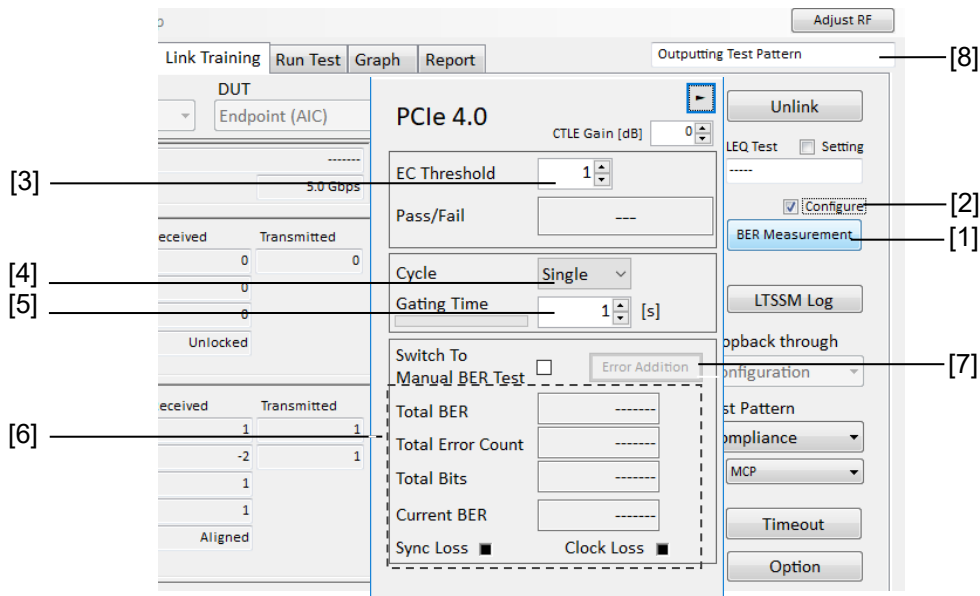 Adjust RF
Link Training Run Test Graph Report
Outputting Test Pattern
[8]
DUT
Endpoint (AIC)
PCIe 4.0
►
CTLE Gain [dB] 0
Unlink
LEQ Test Setting
-----
-------
5.0 Gbps
[3]
EC Threshold 1
Pass/Fail ---
Configure
[2]
BER Measurement
[1]
eceived Transmitted
0 0
0
0
Unlocked
[4]
Cycle Single
[5]
Gating Time 1 [s]
LTSSM Log
opback through
onfiguration
Switch To
Manual BER Test
Error Addition
[7]
[6]
Total BER -------
Total Error Count -------
Total Bits -------
Current BER -------
Sync Loss Clock Loss
eceived Transmitted
1 1
-2 1
1
1
Aligned
st Pattern
ompliance
MCP
Timeout
Option